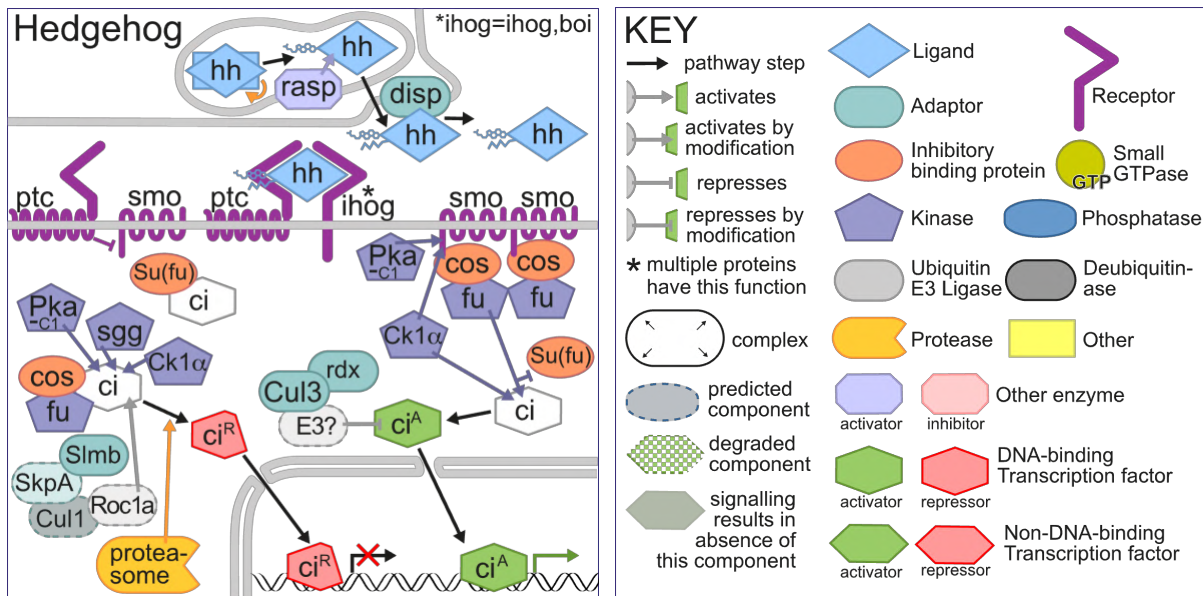 Hedgehog
*ihog=ihog,boi
hh
hh
rasp
disp
hh
hh
hh
ptc
smo
ptc
*
ihog
smo
smo
Pka
-C1
cos
cos
Su(fu)
ci
fu
fu
Pka
-C1
sgg
Ck1α
Ck1α
Su(fu)
cos
ci
fu
rdx
Cul3
E3?
ciᴬ
ci
ciᴿ
Slmb
SkpA
Roc1a
Cul1
protea-
some
ciᴿ
ciᴬ
KEY
pathway step
activates
activates by
modification
represses
represses by
modification
* multiple proteins
have this function
complex
predicted
component
degraded
component
signalling
results in
absence of
this component
Ligand
Receptor
Adaptor
Inhibitory
binding protein
GTP
Small
GTPase
Kinase
Phosphatase
Ubiquitin
E3 Ligase
Deubiquitin-
ase
Protease
Other
Other enzyme
activator
inhibitor
DNA-binding
Transcription factor
activator
repressor
Non-DNA-binding
Transcription factor
activator
repressor